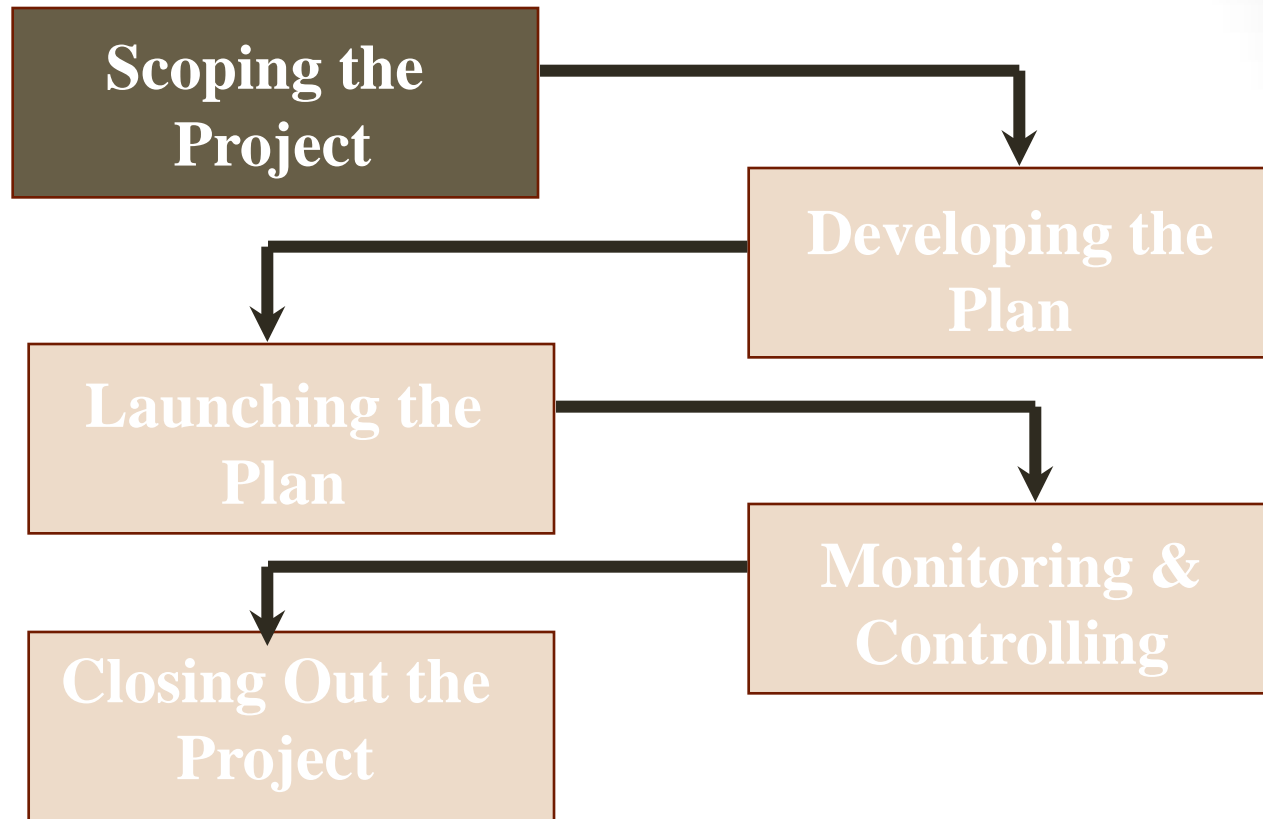 Scoping the
Project
Developing the
Plan
Launching the
Plan
Monitoring &
Controlling
Closing Out the
Project